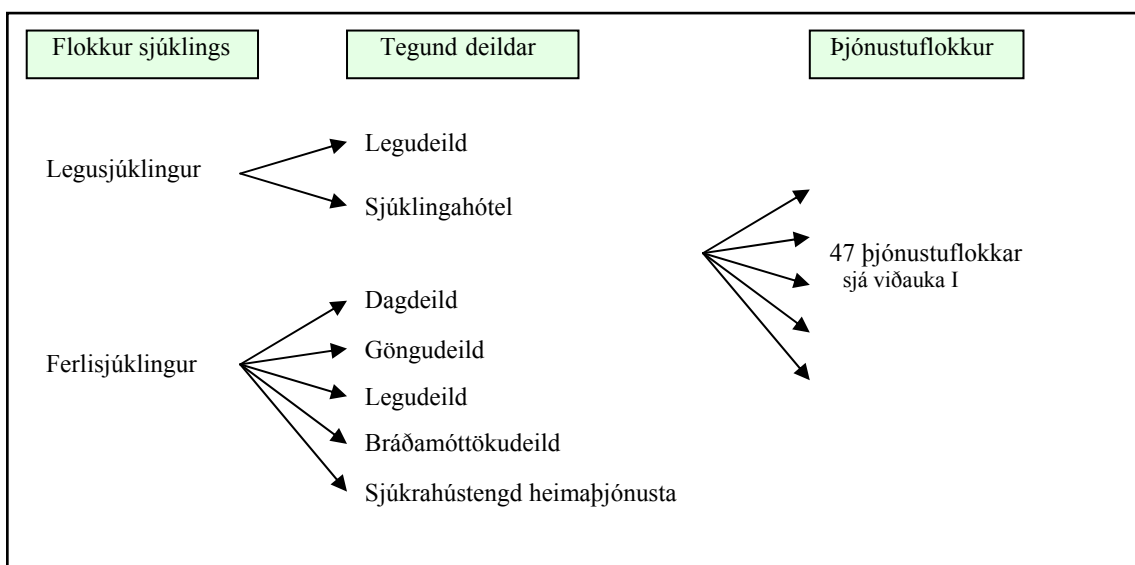 Flokkur sjúklings
Tegund deildar
Þjónustuflokkur
Legusjúklingur
Legudeild
Sjúklingahótel
Ferlisjúklingur
Dagdeild
Göngudeild
Legudeild
Bráðamóttökudeild
Sjúkrahústengd heimaþjónusta
47 þjónustuflokkar
sjá viðauka I